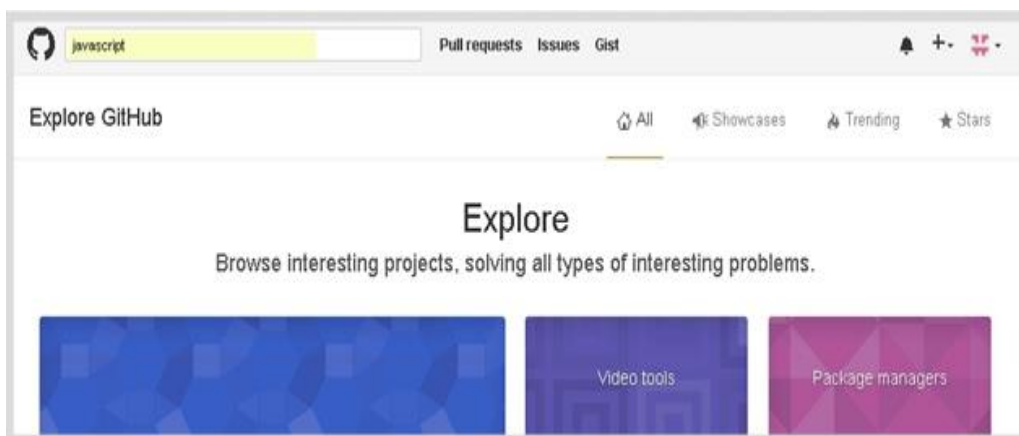 javascript Pull requests Issues Gist
Explore GitHub All Showcases Trending Stars
Explore
Browse interesting projects, solving all types of interesting problems.
Video tools Package managers